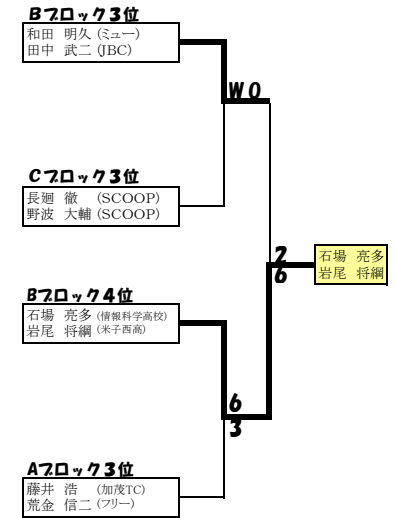 Bブロック3位
和田 明久 (ミュー)
田中 武二 (JBC)
WO
Cブロック3位
長廻 徹 (SCOOP)
野波 大輔 (SCOOP)
2
6
石場 亮多
岩尾 将綱
Bブロック4位
石場 亮多 (情報科学高校)
岩尾 将綱 (米子西高)
6
3
Aブロック3位
藤井 浩 (加茂TC)
荒金 信二 (フリー)